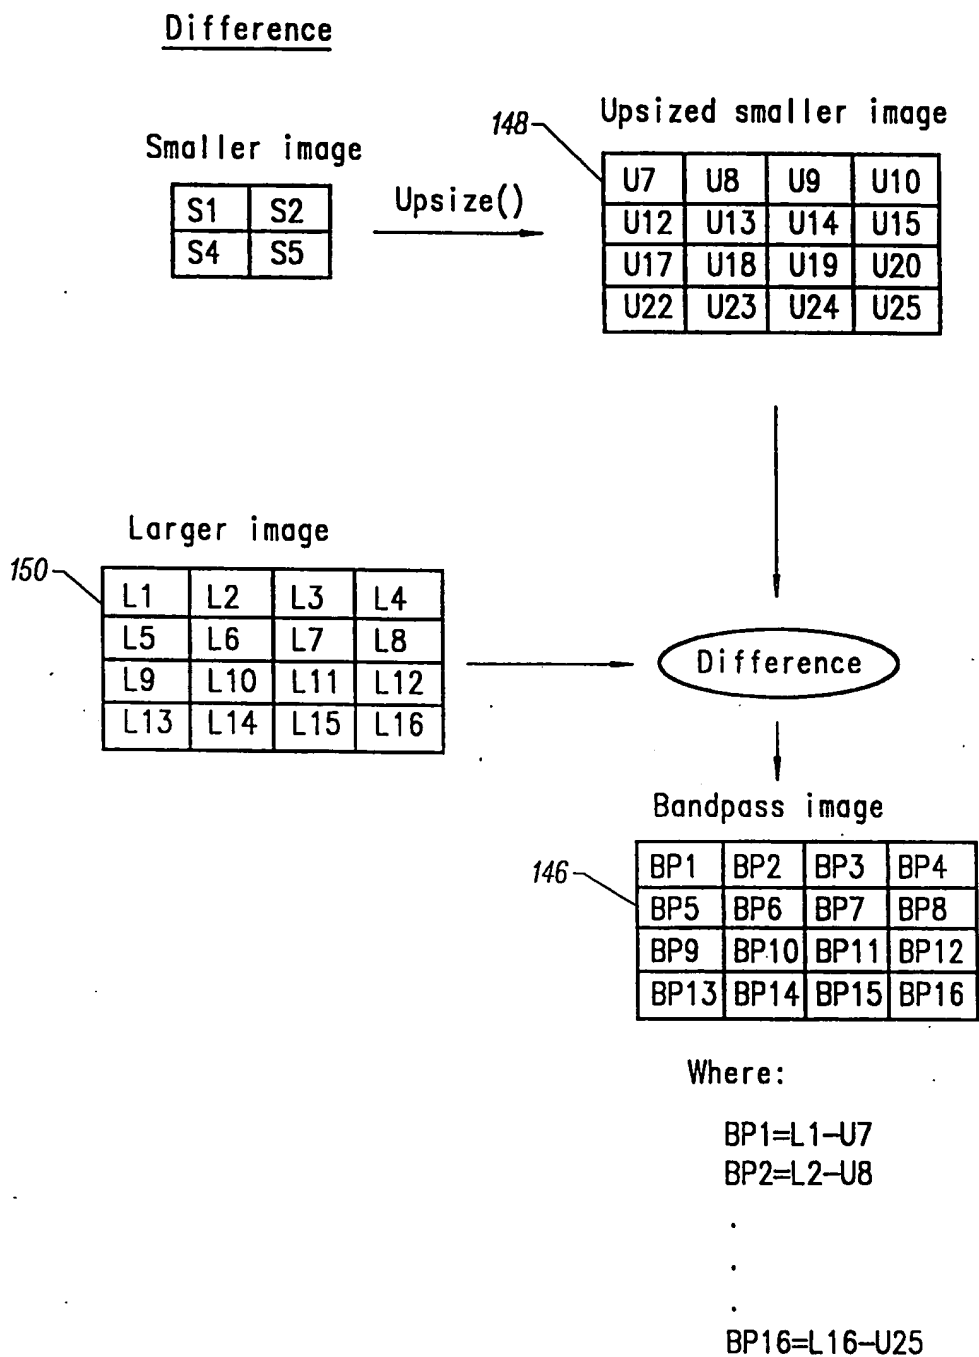 Difference
Smaller image
S1 S2
S4 S5
Upsize()
148
Upsized smaller image
U7 U8 U9 U10
U12 U13 U14 U15
U17 U18 U19 U20
U22 U23 U24 U25
Larger image
150
L1 L2 L3 L4
L5 L6 L7 L8
L9 L10 L11 L12
L13 L14 L15 L16
Difference
Bandpass image
146
BP1 BP2 BP3 BP4
BP5 BP6 BP7 BP8
BP9 BP10 BP11 BP12
BP13 BP14 BP15 BP16
Where:
BP1=L1–U7
BP2=L2–U8
.
.
.
BP16=L16–U25